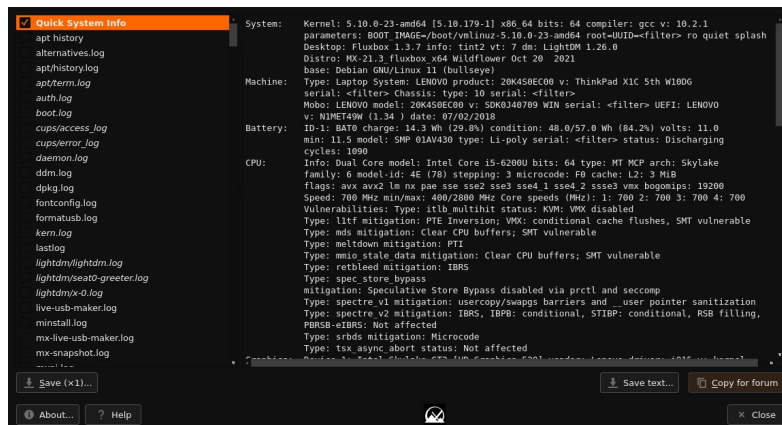 Quick System Info
apt history
alternatives.log
apt/history.log
apt/term.log
auth.log
boot.log
cups/access_log
cups/error_log
daemon.log
ddm.log
dpkg.log
fontconfig.log
formatusb.log
kern.log
lastlog
lightdm/lightdm.log
lightdm/seat0-greeter.log
lightdm/x-0.log
live-usb-maker.log
minstall.log
mx-live-usb-maker.log
mx-snapshot.log
System: Kernel: 5.10.0-23-amd64 [5.10.179-1] x86_64 bits: 64 compiler: gcc v: 10.2.1
parameters: BOOT_IMAGE=/boot/vmlinuz-5.10.0-23-amd64 root=UUID=<filter> ro quiet splash
Desktop: Fluxbox 1.3.7 info: tint2 vt: 7 dm: LightDM 1.26.0
Distro: MX-21.3_fluxbox_x64 Wildflower Oct 20 2021
base: Debian GNU/Linux 11 (bullseye)
Machine: Type: Laptop System: LENOVO product: 20K4S0EC00 v: ThinkPad X1C 5th W10DG
serial: <filter> Chassis: type: 10 serial: <filter>
Mobo: LENOVO model: 20K4S0EC00 v: SDK0J40709 WIN serial: <filter> UEFI: LENOVO
v: N1MET49W (1.34 ) date: 07/02/2018
Battery: ID-1: BAT0 charge: 14.3 Wh (29.8%) condition: 48.0/57.0 Wh (84.2%) volts: 11.0
min: 11.5 model: SMP 01AV430 type: Li-poly serial: <filter> status: Discharging
cycles: 1090
CPU: Info: Dual Core model: Intel Core i5-6200U bits: 64 type: MT MCP arch: Skylake
family: 6 model-id: 4E (78) stepping: 3 microcode: F0 cache: L2: 3 MiB
flags: avx avx2 lm nx pae sse sse2 sse3 sse4_1 sse4_2 ssse3 vmx bogomips: 19200
Speed: 700 MHz min/max: 400/2800 MHz Core speeds (MHz): 1: 700 2: 700 3: 700 4: 700
Vulnerabilities: Type: itlb_multihit status: KVM: VMX disabled
Type: l1tf mitigation: PTE Inversion; VMX: conditional cache flushes, SMT vulnerable
Type: mds mitigation: Clear CPU buffers; SMT vulnerable
Type: meltdown mitigation: PTI
Type: mmio_stale_data mitigation: Clear CPU buffers; SMT vulnerable
Type: retbleed mitigation: IBRS
Type: spec_store_bypass
mitigation: Speculative Store Bypass disabled via prctl and seccomp
Type: spectre_v1 mitigation: usercopy/swapgs barriers and __user pointer sanitization
Type: spectre_v2 mitigation: IBRS, IBPB: conditional, STIBP: conditional, RSB filling,
PBRSB-eIBRS: Not affected
Type: srbds mitigation: Microcode
Type: tsx_async_abort status: Not affected
Save (×1)...
Save text...
Copy for forum
About...
? Help
× Close